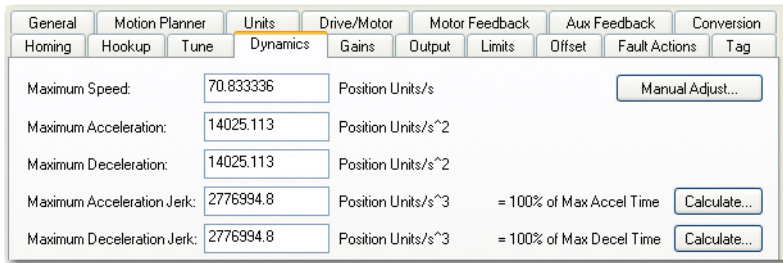 General Motion Planner Units Drive/Motor Motor Feedback Aux Feedback Conversion
Homing Hookup Tune Dynamics Gains Output Limits Offset Fault Actions Tag
Maximum Speed: 70.833336 Position Units/s Manual Adjust...
Maximum Acceleration: 14025.113 Position Units/s^2
Maximum Deceleration: 14025.113 Position Units/s^2
Maximum Acceleration Jerk: 2776994.8 Position Units/s^3 = 100% of Max Accel Time Calculate...
Maximum Deceleration Jerk: 2776994.8 Position Units/s^3 = 100% of Max Decel Time Calculate...